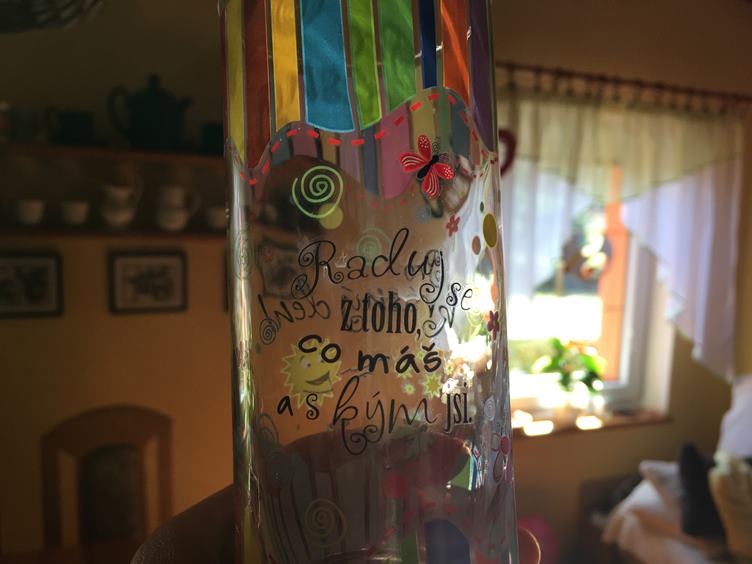 Raduj se
z toho,
co máš
a s kým jsi.